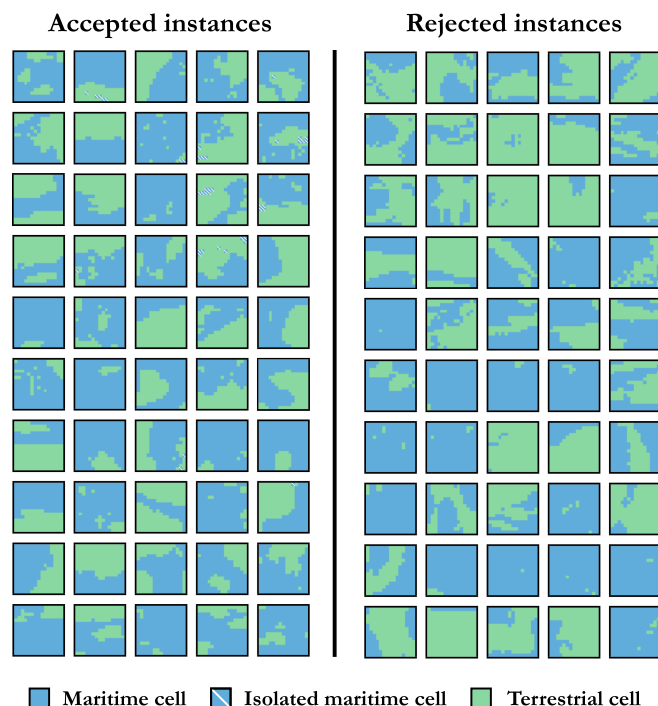 Accepted instances
Rejected instances
Maritime cell
Isolated maritime cell
Terrestrial cell